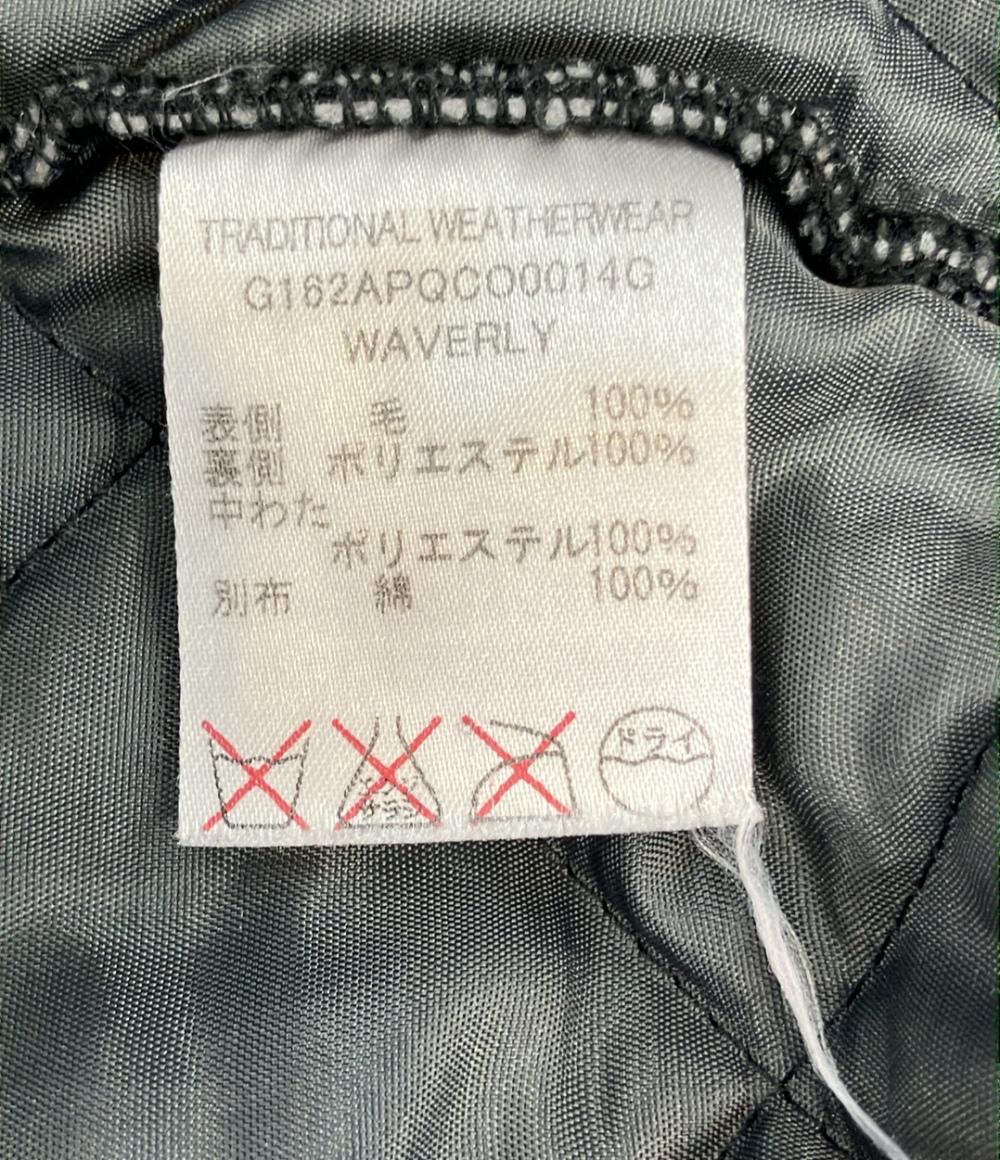 TRADITIONAL WEATHERWEAR
G162APQCO0014G
WAVERLY
表側 毛 100%
裏側 ポリエステル100%
中わた
ポリエステル100%
別布 綿 100%
ドライ